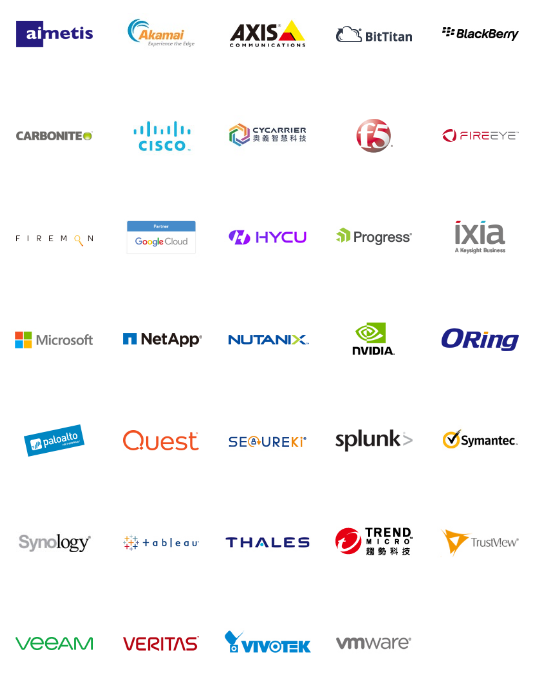 aimetis
Akamai
Experience the Edge
AXIS
COMMUNICATIONS
BitTitan
BlackBerry
CARBONITE
CISCO
CYCARRIER
奧義智慧科技
f5
FIREEYE
FIREMON
Partner
Google Cloud
HYCU
Progress
ixia
A Keysight Business
Microsoft
NetApp
NUTANIX
NVIDIA
ORing
paloalto
Quest
SECUREKi
splunk>
Symantec
Synology
tableau
THALES
TREND
MICRO
趨勢科技
TrustView
veeAM
VERITAS
VIVOTEK
vmware